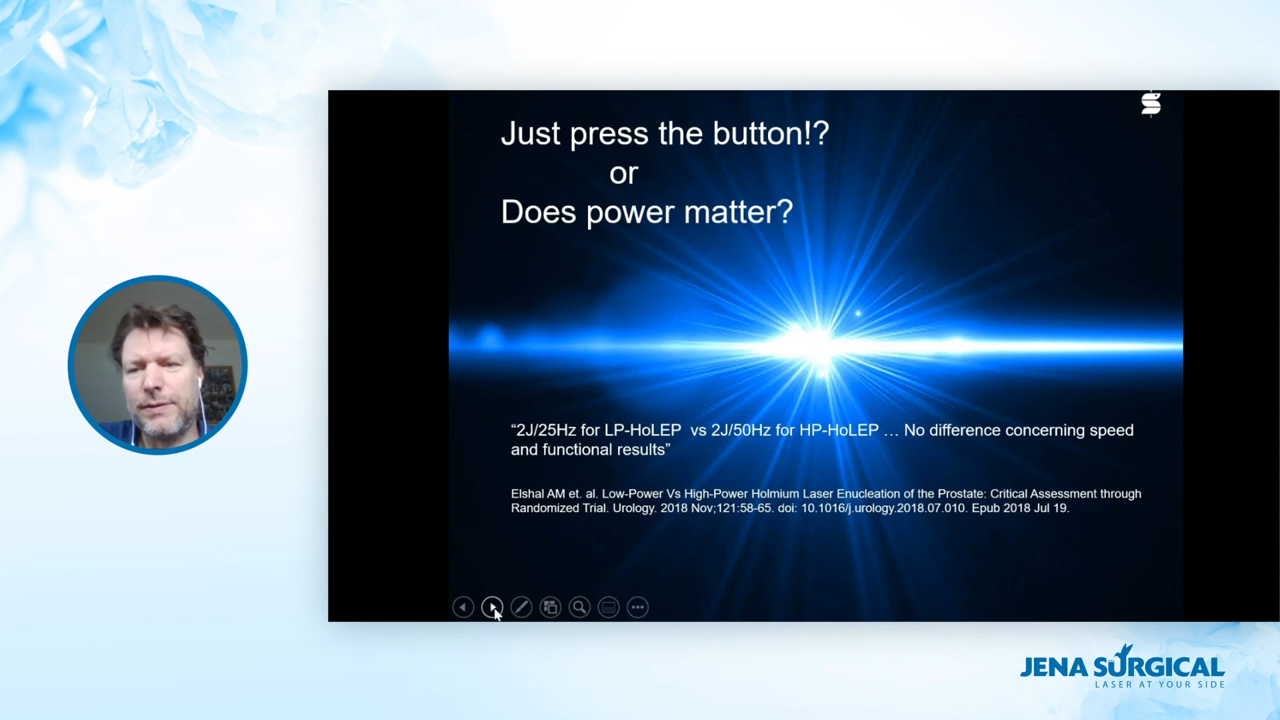 Just press the button!?
or
Does power matter?
“2J/25Hz for LP-HoLEP vs 2J/50Hz for HP-HoLEP … No difference concerning speed
and functional results”
Elshal AM et. al. Low-Power Vs High-Power Holmium Laser Enucleation of the Prostate: Critical Assessment through
Randomized Trial. Urology. 2018 Nov;121:58-65. doi: 10.1016/j.urology.2018.07.010. Epub 2018 Jul 19.
JENA SURGICAL
LASER AT YOUR SIDE